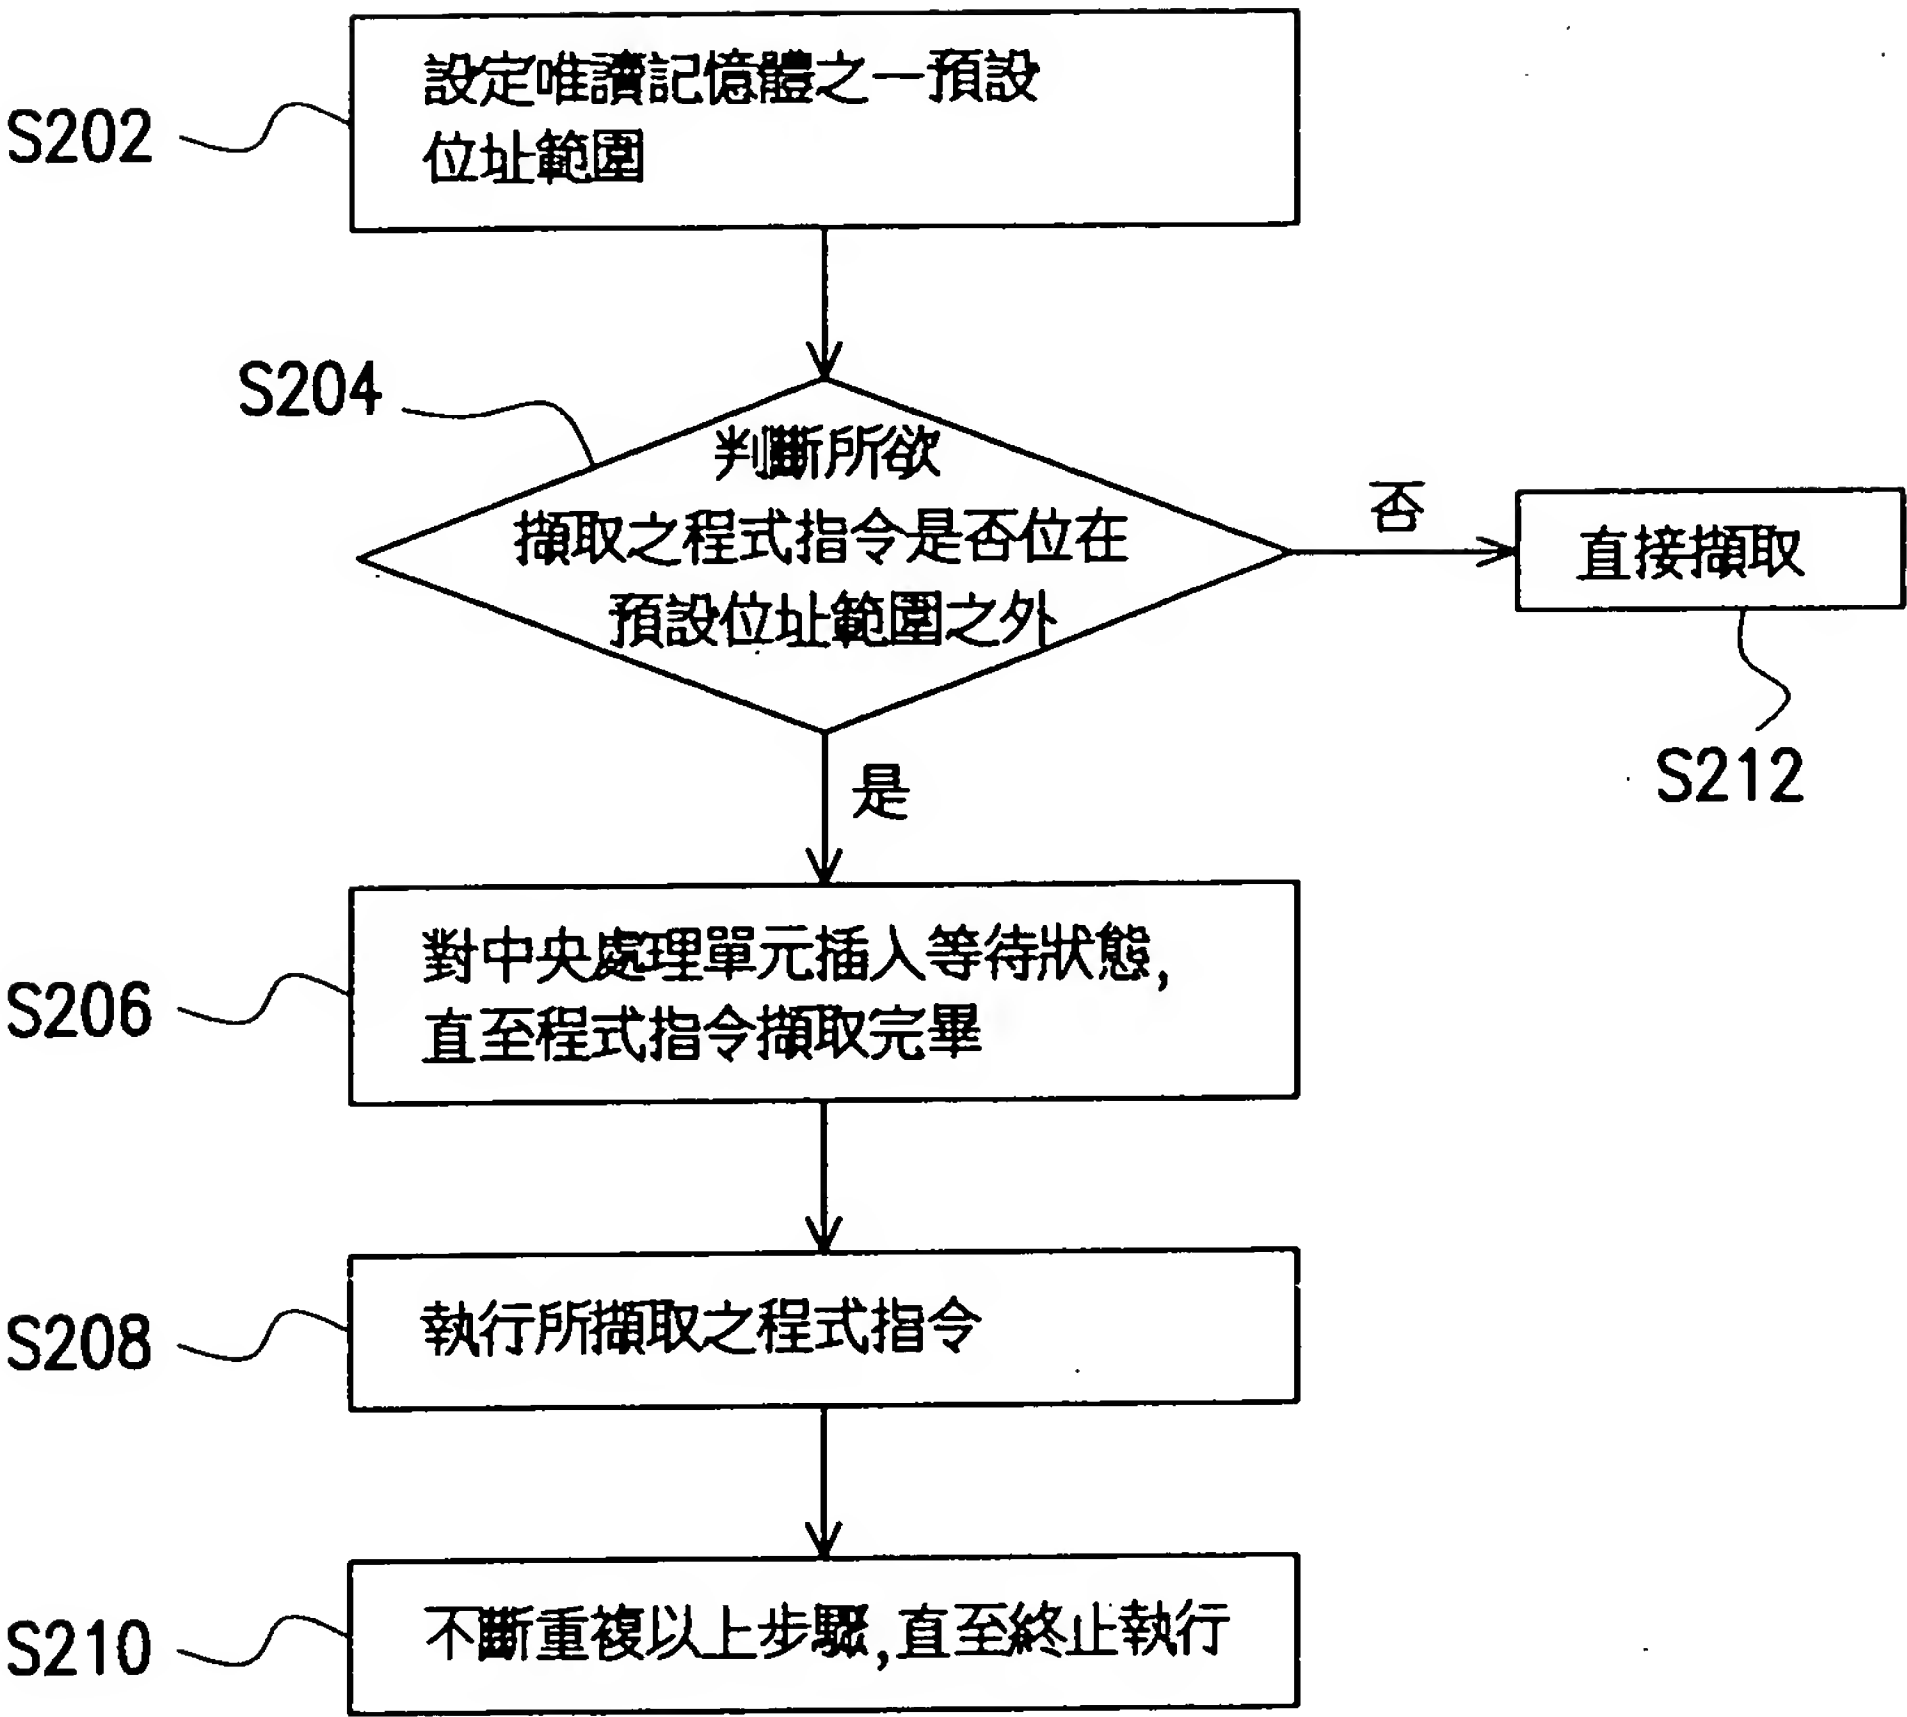 設定唯讀記憶體之一預設
位址範圍
S202
S204
判斷所欲
擷取之程式指令是否位在
預設位址範圍之外
否
直接擷取
S212
是
對中央處理單元插入等待狀態,
直至程式指令擷取完畢
S206
執行所擷取之程式指令
S208
不斷重複以上步驟,直至終止執行
S210